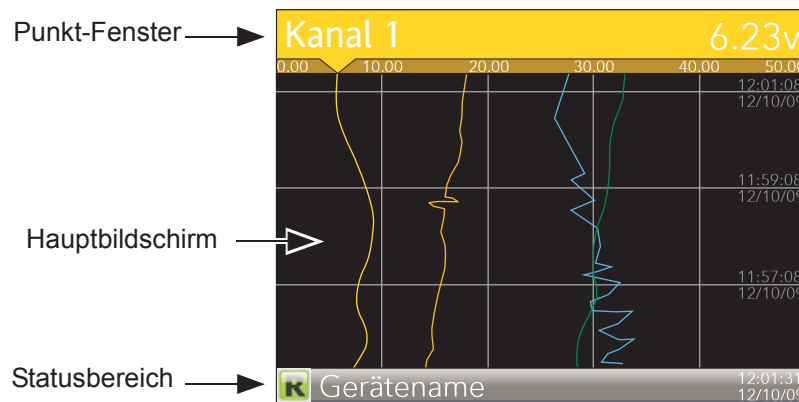 Punkt-Fenster
Kanal 1 6.23v
0.00 10.00 20.00 30.00 40.00 50.00
12:01:08
12/10/09
11:59:08
12/10/09
Hauptbildschirm
11:57:08
12/10/09
Statusbereich
R Gerätename
12:01:31
12/10/09